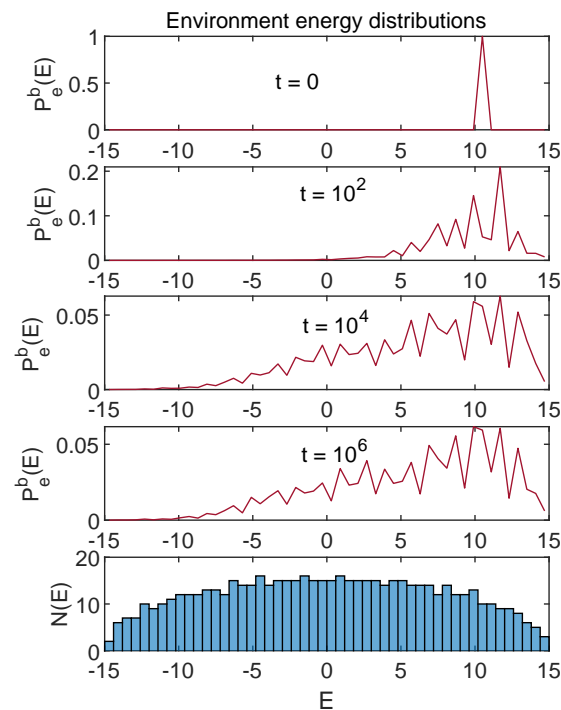 Environment energy distributions
P_e^b(E)
1
0.5
0
t = 0
-15 -10 -5 0 5 10 15
P_e^b(E)
0.2
0.1
0
t = 10^2
-15 -10 -5 0 5 10 15
P_e^b(E)
0.05
0
t = 10^4
-15 -10 -5 0 5 10 15
P_e^b(E)
0.05
0
t = 10^6
-15 -10 -5 0 5 10 15
N(E)
20
10
0
-15 -10 -5 0 5 10 15
E